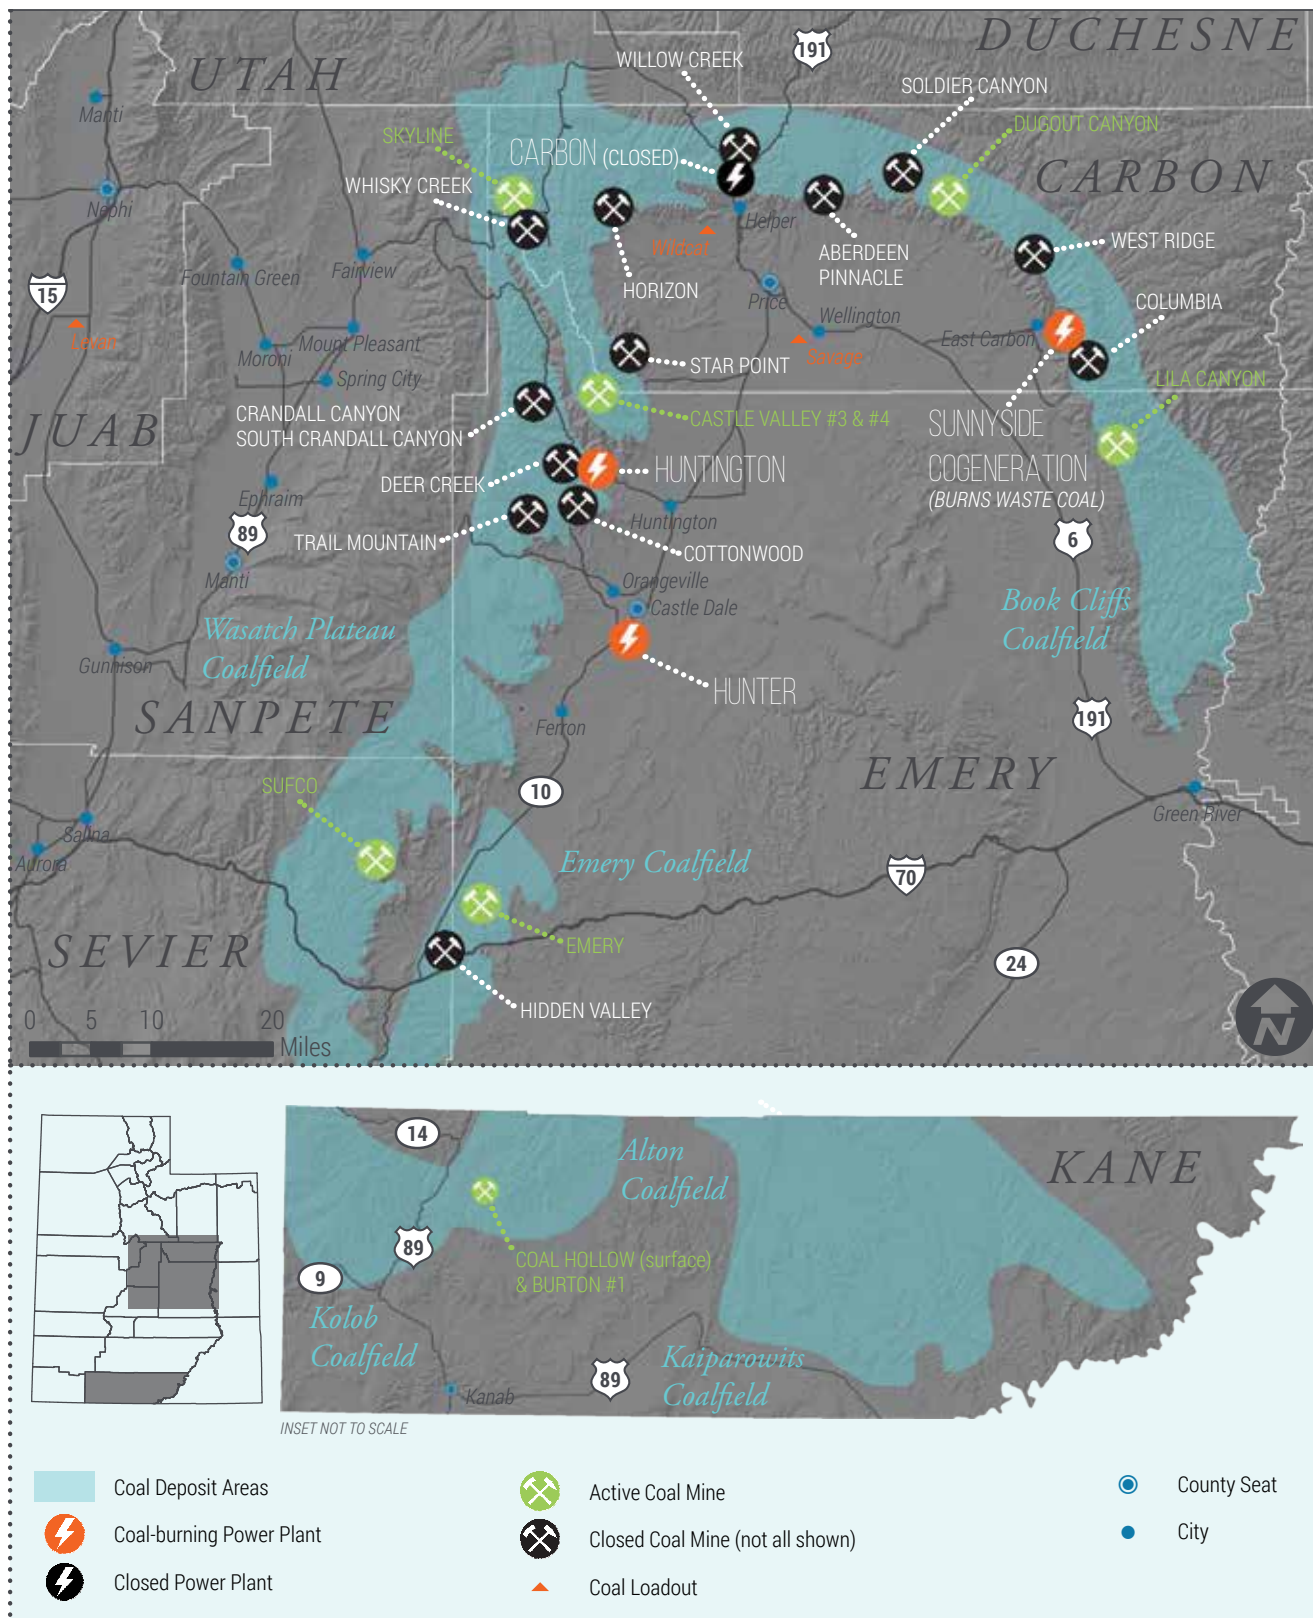 DUCHESNE
191
WILLOW CREEK
UTAH
SOLDIER CANYON
Manti
DUGOUT CANYON
SKYLINE
CARBON (CLOSED)
CARBON
WHISKY CREEK
Nephi
Helper
Wildcat
WEST RIDGE
ABERDEEN
PINNACLE
Fountain Green
Fairview
HORIZON
15
Price
COLUMBIA
Wellington
East Carbon
Levan
Mount Pleasant
Moroni
Savage
STAR POINT
Spring City
LILA CANYON
JUAB
CRANDALL CANYON
SOUTH CRANDALL CANYON
CASTLE VALLEY #3 & #4
SUNNYSIDE
COGENERATION
(BURNS WASTE COAL)
HUNTINGTON
DEER CREEK
Ephraim
Huntington
89
TRAIL MOUNTAIN
COTTONWOOD
6
Manti
Orangeville
Castle Dale
Book Cliffs
Coalfield
Wasatch Plateau
Coalfield
Gunnison
HUNTER
SANPETE
191
Ferron
EMERY
SUFCO
10
Green River
Salina
Aurora
Emery Coalfield
70
SEVIER
EMERY
24
HIDDEN VALLEY
0 5 10 20
Miles
N
14
Alton
Coalfield
KANE
89
COAL HOLLOW (surface)
& BURTON #1
9
Kolob
Coalfield
Kaiparowits
Coalfield
89
Kanab
INSET NOT TO SCALE
Coal Deposit Areas
Coal-burning Power Plant
Closed Power Plant
Active Coal Mine
Closed Coal Mine (not all shown)
Coal Loadout
County Seat
City